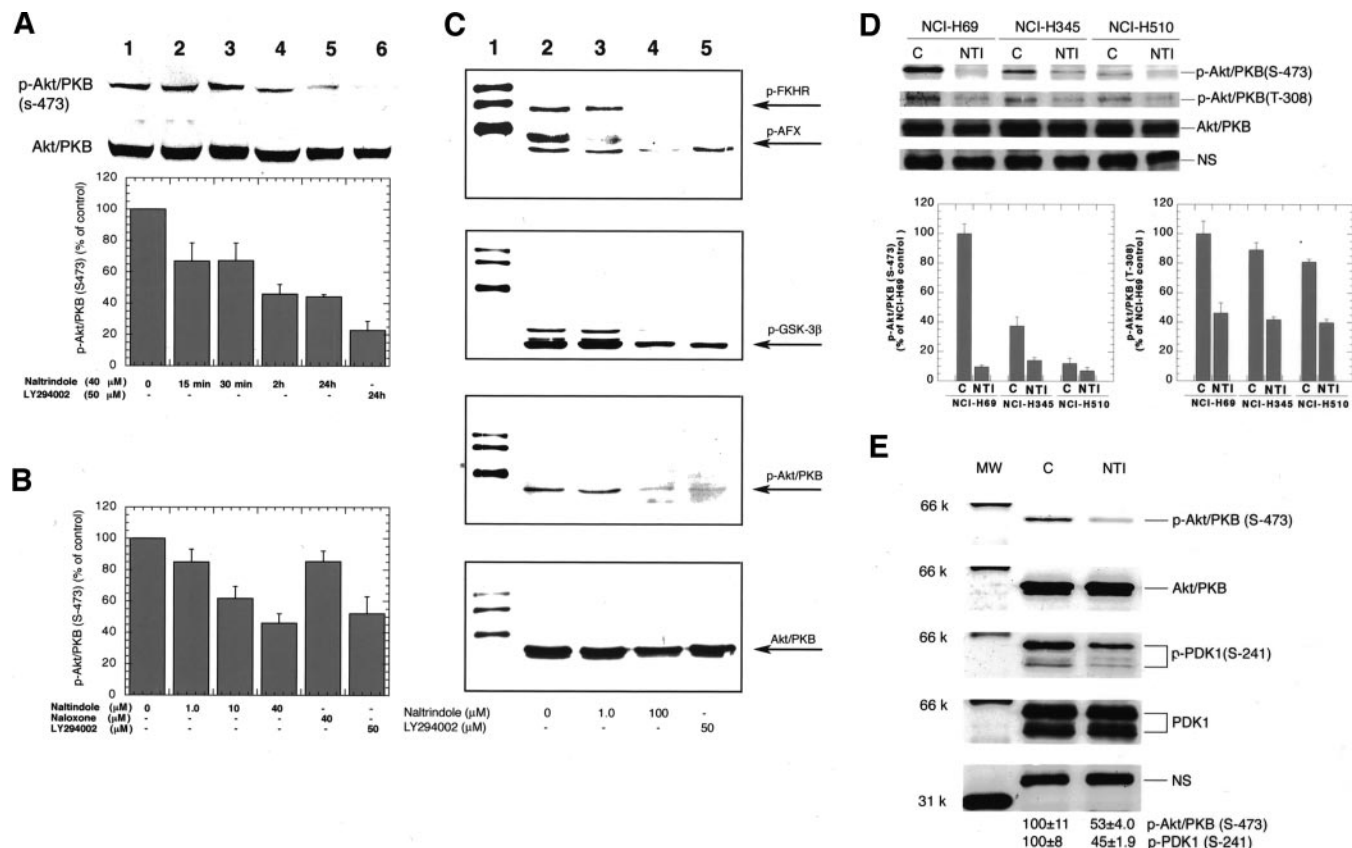 A
1 2 3 4 5 6
p-Akt/PKB
(s-473)
Akt/PKB
p-Akt/PKB (S473) (% of control)
120
100
80
60
40
20
0
Naltrindole (40 μM) 0 15 min 30 min 2h 24h -
LY294002 (50 μM) - - - - - 24h
B
p-Akt/PKB (S-473) (% of control)
120
100
80
60
40
20
0
Naltindole (μM) 0 1.0 10 40 - -
Naloxone (μM) - - - - 40 -
LY294002 (μM) - - - - - 50
C
1 2 3 4 5
p-FKHR
p-AFX
p-GSK-3β
p-Akt/PKB
Akt/PKB
Naltrindole (μM) 0 1.0 100 -
LY294002 (μM) - - - 50
D
NCI-H69 NCI-H345 NCI-H510
C NTI C NTI C NTI
p-Akt/PKB(S-473)
p-Akt/PKB(T-308)
Akt/PKB
NS
p-Akt/PKB (S-473)
(% of NCI-H69 control)
120
100
80
60
40
20
0
C NTI C NTI C NTI
NCI-H69 NCI-H345 NCI-H510
p-Akt/PKB (T-308)
(% of NCI-H69 control)
120
100
80
60
40
20
0
C NTI C NTI C NTI
NCI-H69 NCI-H345 NCI-H510
E
MW C NTI
66 k
p-Akt/PKB (S-473)
66 k
Akt/PKB
66 k
p-PDK1(S-241)
66 k
PDK1
NS
31 k
100±11 53±4.0 p-Akt/PKB (S-473)
100±8 45±1.9 p-PDK1 (S-241)